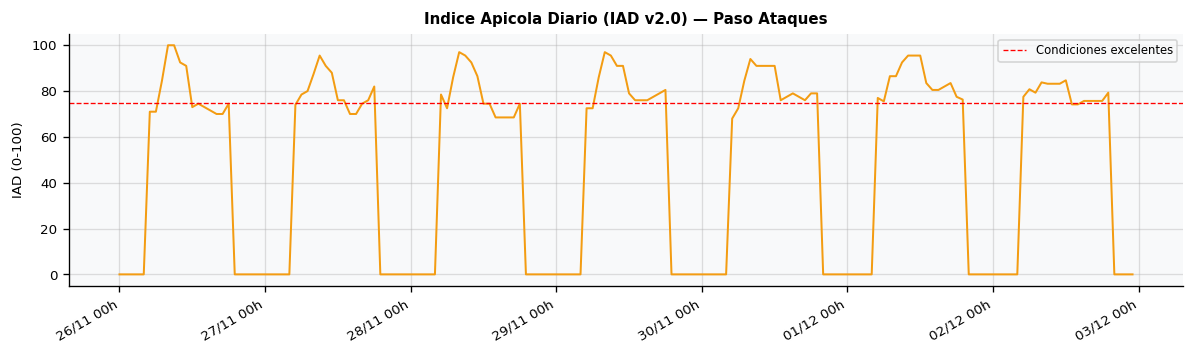 Indice Apicola Diario (IAD v2.0) — Paso Ataques
Condiciones excelentes
IAD (0-100)
100
80
60
40
20
0
26/11 00h
27/11 00h
28/11 00h
29/11 00h
30/11 00h
01/12 00h
02/12 00h
03/12 00h